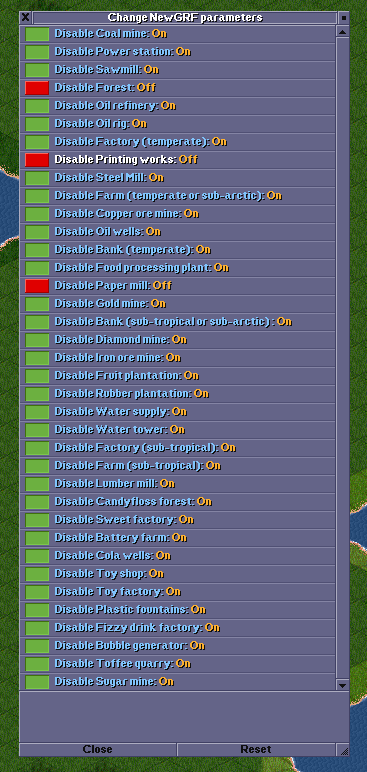 Change NewGRF parameters
Disable Coal mine: On
Disable Power station: On
Disable Sawmill: On
Disable Forest: Off
Disable Oil refinery: On
Disable Oil rig: On
Disable Factory (temperate): On
Disable Printing works: Off
Disable Steel Mill: On
Disable Farm (temperate or sub-arctic): On
Disable Copper ore mine: On
Disable Oil wells: On
Disable Bank (temperate): On
Disable Food processing plant: On
Disable Paper mill: Off
Disable Gold mine: On
Disable Bank (sub-tropical or sub-arctic) : On
Disable Diamond mine: On
Disable Iron ore mine: On
Disable Fruit plantation: On
Disable Rubber plantation: On
Disable Water supply: On
Disable Water tower: On
Disable Factory (sub-tropical): On
Disable Farm (sub-tropical): On
Disable Lumber mill: On
Disable Candyfloss forest: On
Disable Sweet factory: On
Disable Battery farm: On
Disable Cola wells: On
Disable Toy shop: On
Disable Toy factory: On
Disable Plastic fountains: On
Disable Fizzy drink factory: On
Disable Bubble generator: On
Disable Toffee quarry: On
Disable Sugar mine: On
Close Reset